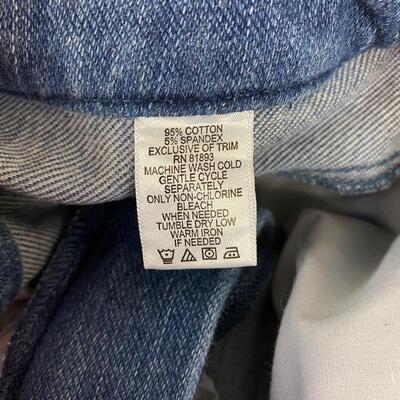 95% COTTON
5% SPANDEX
EXCLUSIVE OF TRIM
RN 81893
MACHINE WASH COLD
GENTLE CYCLE
SEPARATELY
ONLY NON-CHLORINE
BLEACH
WHEN NEEDED
TUMBLE DRY LOW
WARM IRON
IF NEEDED